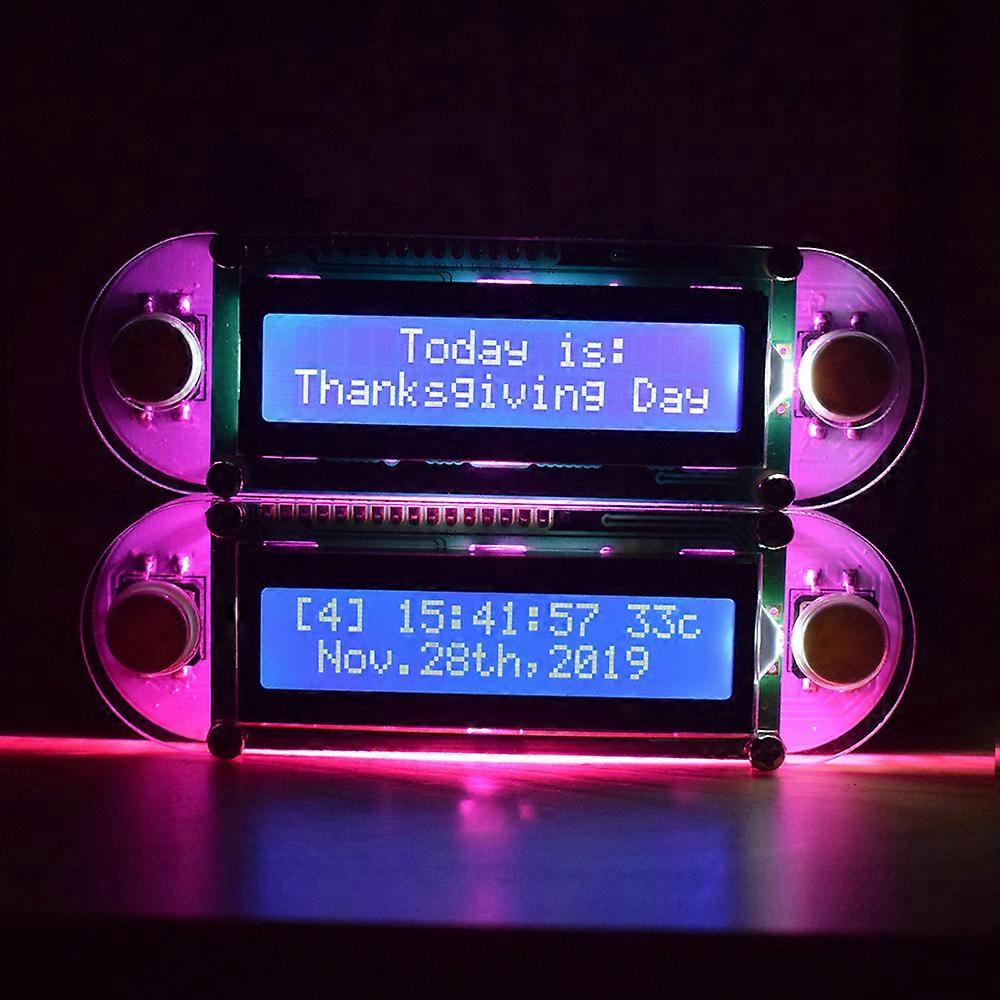 Today is:
Thanksgiving Day
[4] 15:41:57 33c
Nov.28th,2019